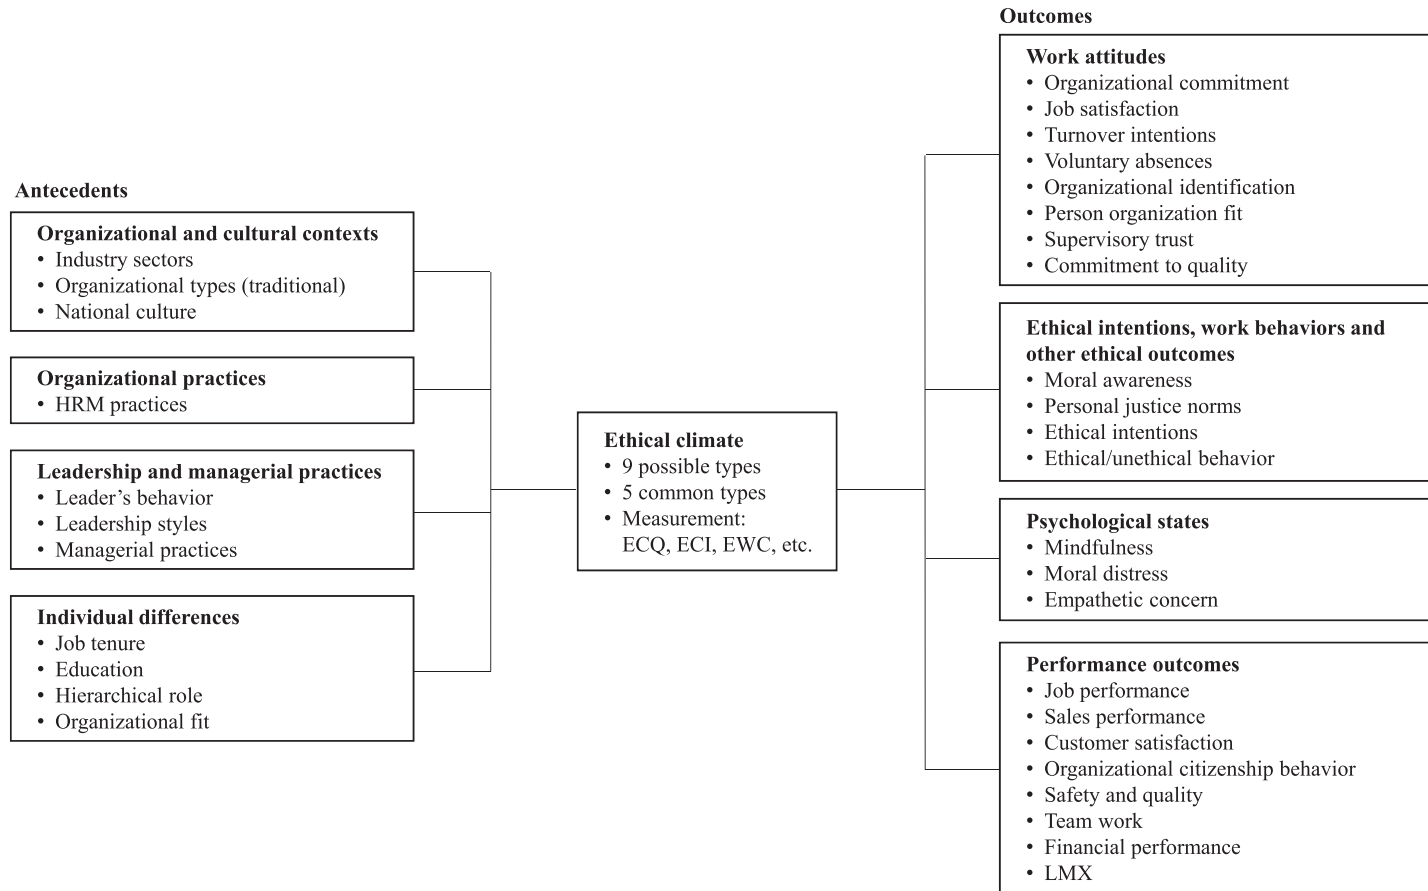 Antecedents
Organizational and cultural contexts
• Industry sectors
• Organizational types (traditional)
• National culture
Organizational practices
• HRM practices
Leadership and managerial practices
• Leader’s behavior
• Leadership styles
• Managerial practices
Individual differences
• Job tenure
• Education
• Hierarchical role
• Organizational fit
Ethical climate
• 9 possible types
• 5 common types
• Measurement:
ECQ, ECI, EWC, etc.
Outcomes
Work attitudes
• Organizational commitment
• Job satisfaction
• Turnover intentions
• Voluntary absences
• Organizational identification
• Person organization fit
• Supervisory trust
• Commitment to quality
Ethical intentions, work behaviors and
other ethical outcomes
• Moral awareness
• Personal justice norms
• Ethical intentions
• Ethical/unethical behavior
Psychological states
• Mindfulness
• Moral distress
• Empathetic concern
Performance outcomes
• Job performance
• Sales performance
• Customer satisfaction
• Organizational citizenship behavior
• Safety and quality
• Team work
• Financial performance
• LMX